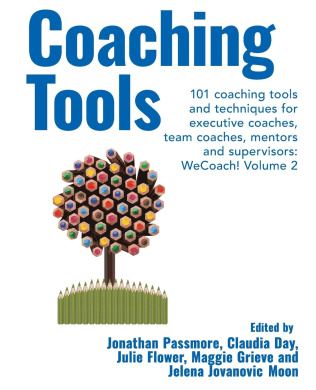 Coaching
Tools
101 coaching tools
and techniques for
executive coaches,
team coaches, mentors
and supervisors:
WeCoach! Volume 2
Edited by
Jonathan Passmore, Claudia Day,
Julie Flower, Maggie Grieve and
Jelena Jovanovic Moon